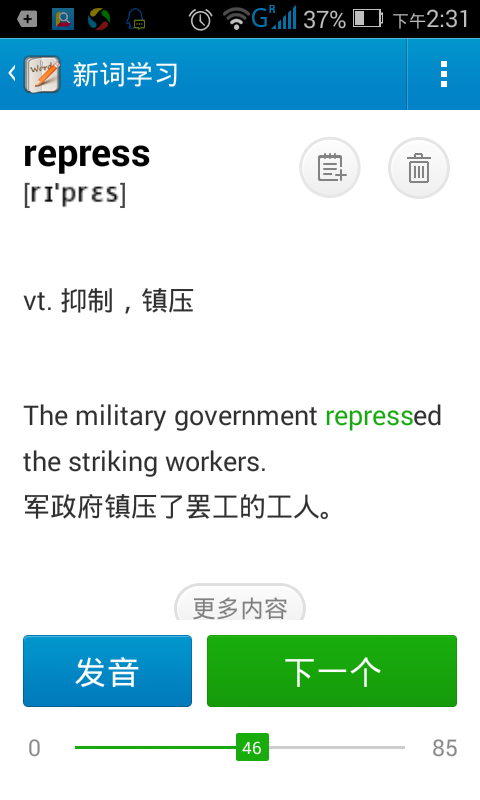 37% 下午2:31
新词学习
repress
[rɪˈprɛs]
vt. 抑制，镇压
The military government repressed
the striking workers.
军政府镇压了罢工的工人。
更多内容
发音 下一个
0 46 85